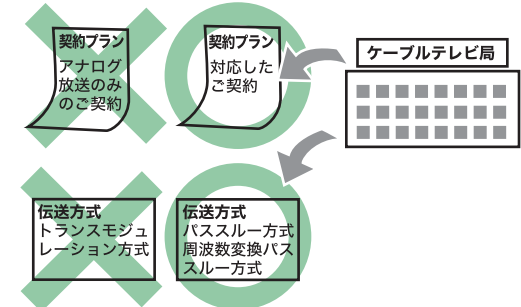 契約プラン
アナログ
放送のみ
のご契約
契約プラン
対応した
ご契約
ケーブルテレビ局
伝送方式
トランスモジュ
レーション方式
伝送方式
パススルー方式
周波数変換パス
スルー方式